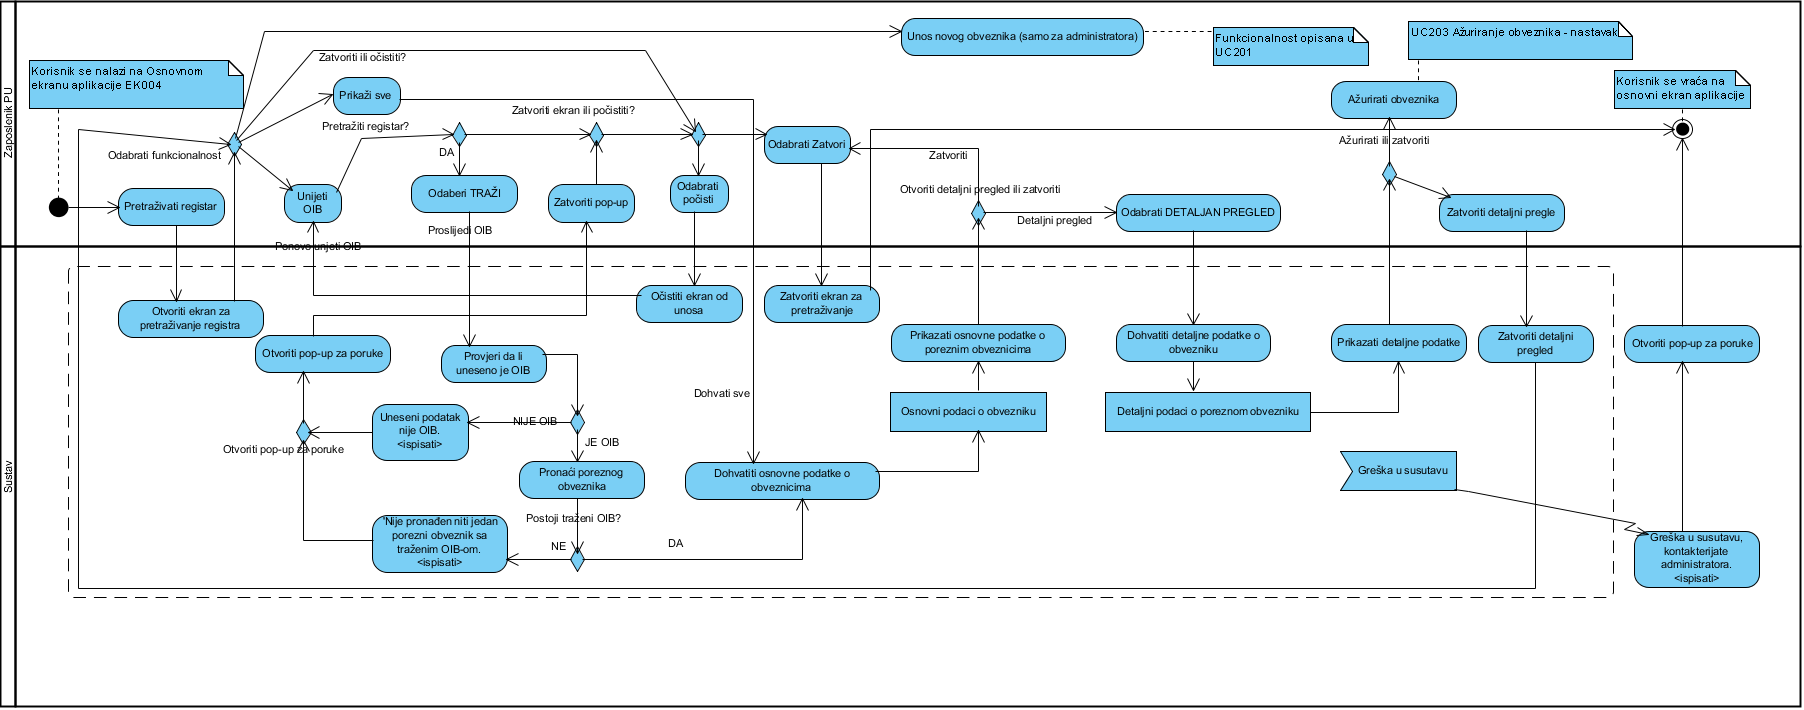 Zaposlenik PU
Korisnik se nalazi na Osnovnom
ekranu aplikacije EK004
Zatvoriti ili očistiti?
Unos novog obveznika (samo za administratora)
Funkcionalnost opisana u
UC201
UC203 Ažuriranje obveznika - nastavak
Korisnik se vraća na
osnovni ekran aplikacije
Prikaži sve
Ažurirati obveznika
Zatvoriti ekran ili počistiti?
Pretražiti registar?
DA
Odabrati funkcionalnost
Odabrati Zatvori
Zatvoriti
Ažurirati ili zatvoriti
Pretraživati registar
Unijeti
OIB
Odaberi TRAŽI
Zatvoriti pop-up
Odabrati
počisti
Otvoriti detaljni pregled ili zatvoriti
Detaljni pregled
Odabrati DETALJAN PREGLED
Zatvoriti detaljni pregle
Proslijedi OIB
Ponovo unjeti OIB
Sustav
Otvoriti ekran za
pretraživanje registra
Očistiti ekran od
unosa
Zatvoriti ekran za
pretraživanje
Otvoriti pop-up za poruke
Provjeri da li
uneseno je OIB
Prikazati osnovne podatke o
poreznim obveznicima
Dohvatiti detaljne podatke o
obvezniku
Prikazati detaljne podatke
Zatvoriti detaljni
pregled
Otvoriti pop-up za poruke
Dohvati sve
Osnovni podaci o obvezniku
Detaljni podaci o poreznom obvezniku
Uneseni podatak
nije OIB.
<ispisati>
NIJE OIB
JE OIB
Otvoriti pop-up za poruke
Pronaći poreznog
obveznika
Dohvatiti osnovne podatke o
obveznicima
Greška u susutavu
Postoji traženi OIB?
'Nije pronađen niti jedan
porezni obveznik sa
traženim OIB-om.
<ispisati>
NE
DA
Greška u susutavu,
kontakterijate
administratora.
<ispisati>